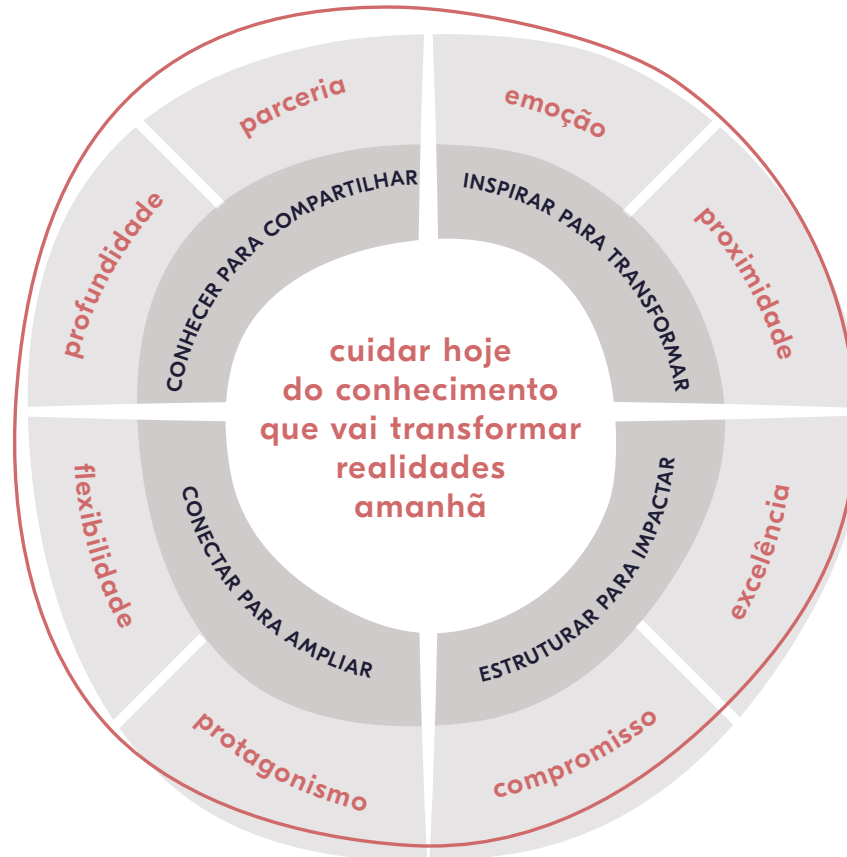 parceria
emoção
profundidade
CONHECER PARA COMPARTILHAR
INSPIRAR PARA TRANSFORMAR
proximidade
cuidar hoje
do conhecimento
que vai transformar
realidades
amanhã
flexibilidade
CONECTAR PARA AMPLIAR
ESTRUTURAR PARA IMPACTAR
excelência
protagonismo
compromisso